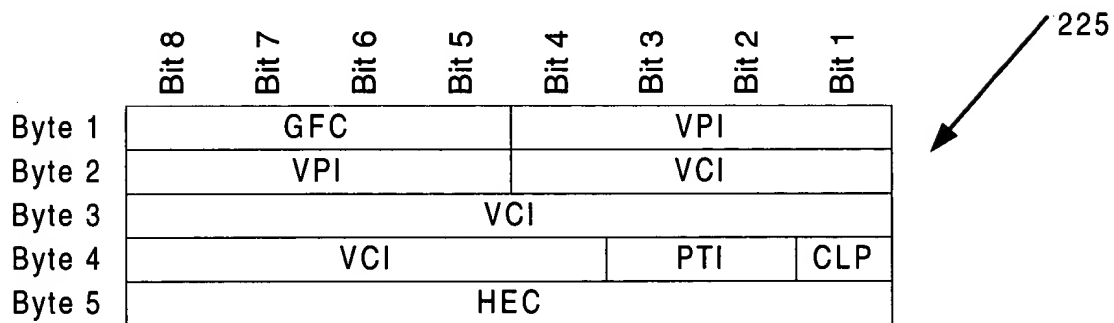 225
Bit 8 Bit 7 Bit 6 Bit 5 Bit 4 Bit 3 Bit 2 Bit 1
Byte 1 GFC VPI
Byte 2 VPI VCI
Byte 3 VCI
Byte 4 VCI PTI CLP
Byte 5 HEC